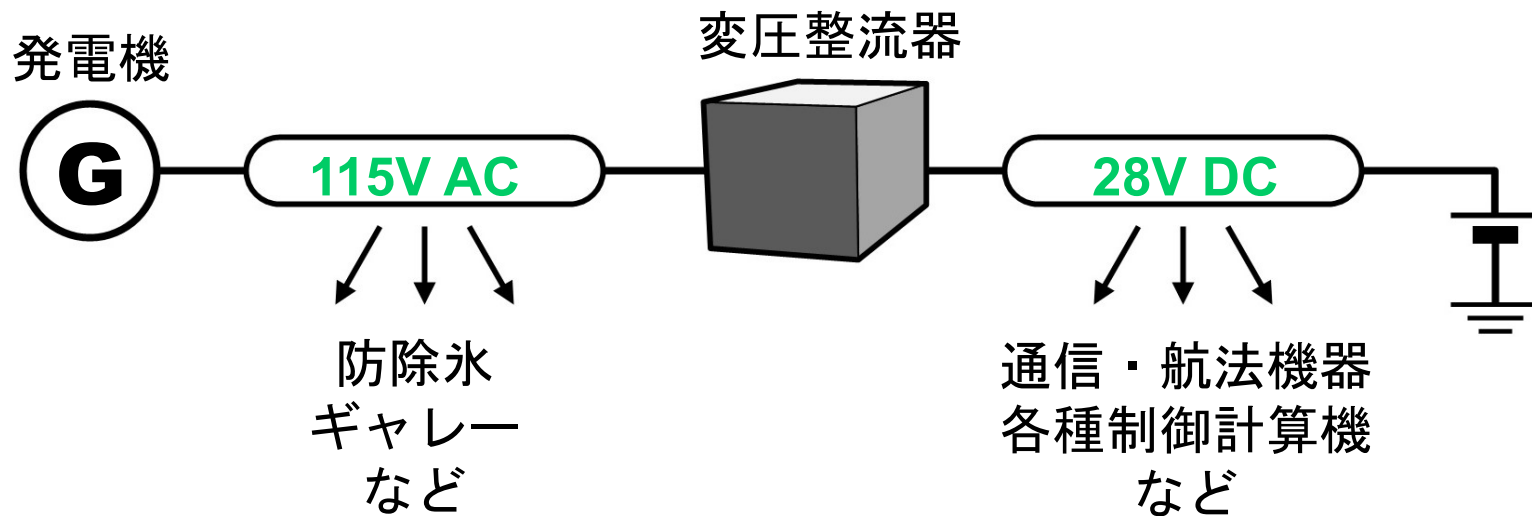 発電機
変圧整流器
G
115V AC
28V DC
防除氷
ギャレー
など
通信・航法機器
各種制御計算機
など